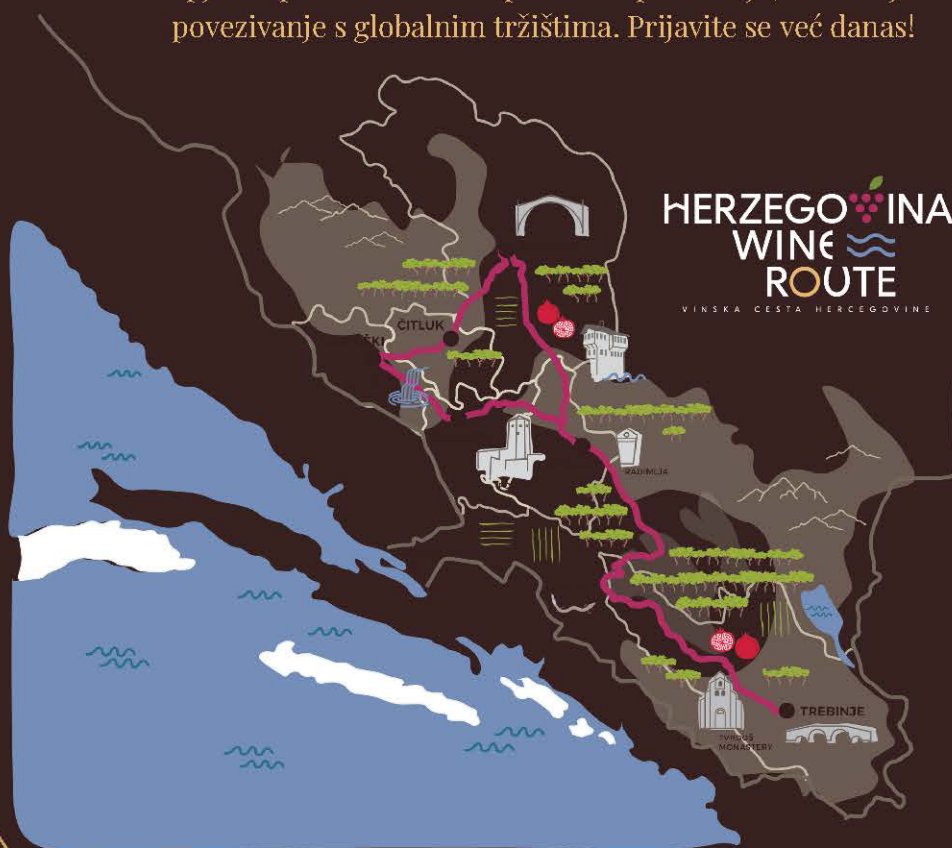 povezivanje s globalnim tržištima. Prijavite se već danas!
HERZEGOVINA
WINE
ROUTE
VINSKA CESTA HERCEGOVINE
ČITLUK
RADIMLJA
TREBINJE
TVRDOŠ
MONASTERY